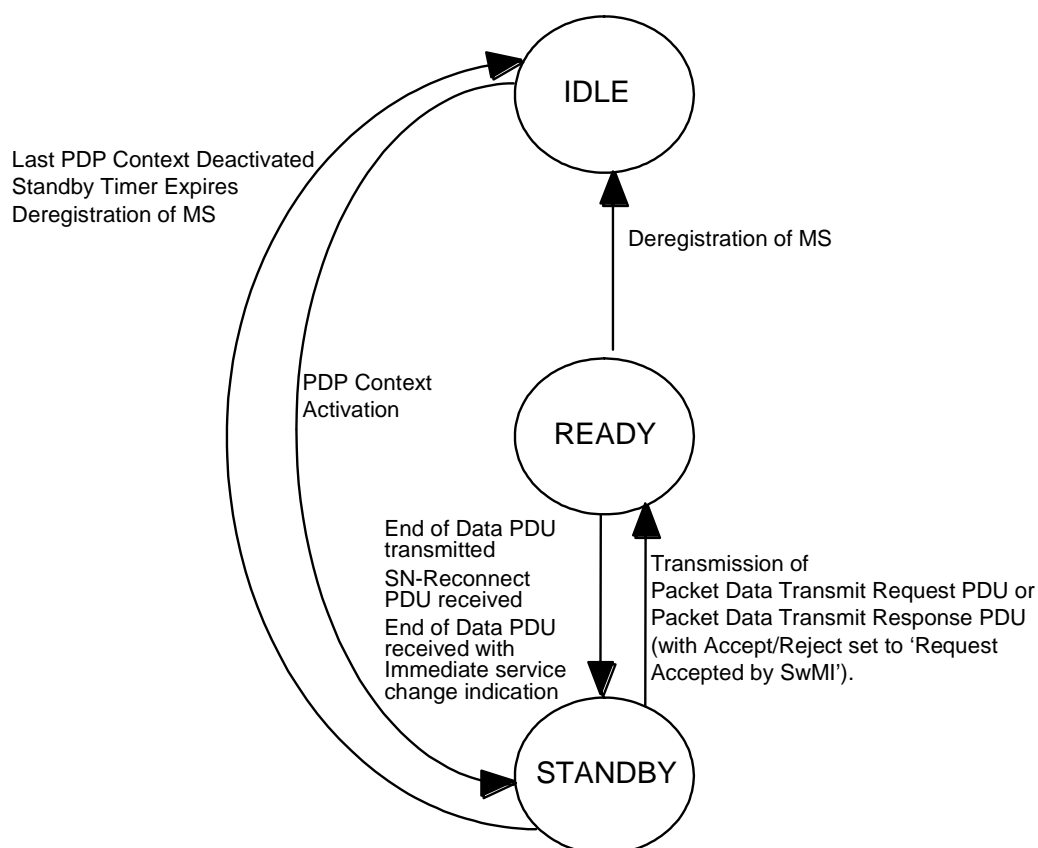 IDLE
Last PDP Context Deactivated
Standby Timer Expires
Deregistration of MS
Deregistration of MS
PDP Context
Activation
READY
End of Data PDU
transmitted
SN-Reconnect
PDU received
End of Data PDU
received with
Immediate service
change indication
Transmission of
Packet Data Transmit Request PDU or
Packet Data Transmit Response PDU
(with Accept/Reject set to ‘Request
Accepted by SwMI’).
STANDBY